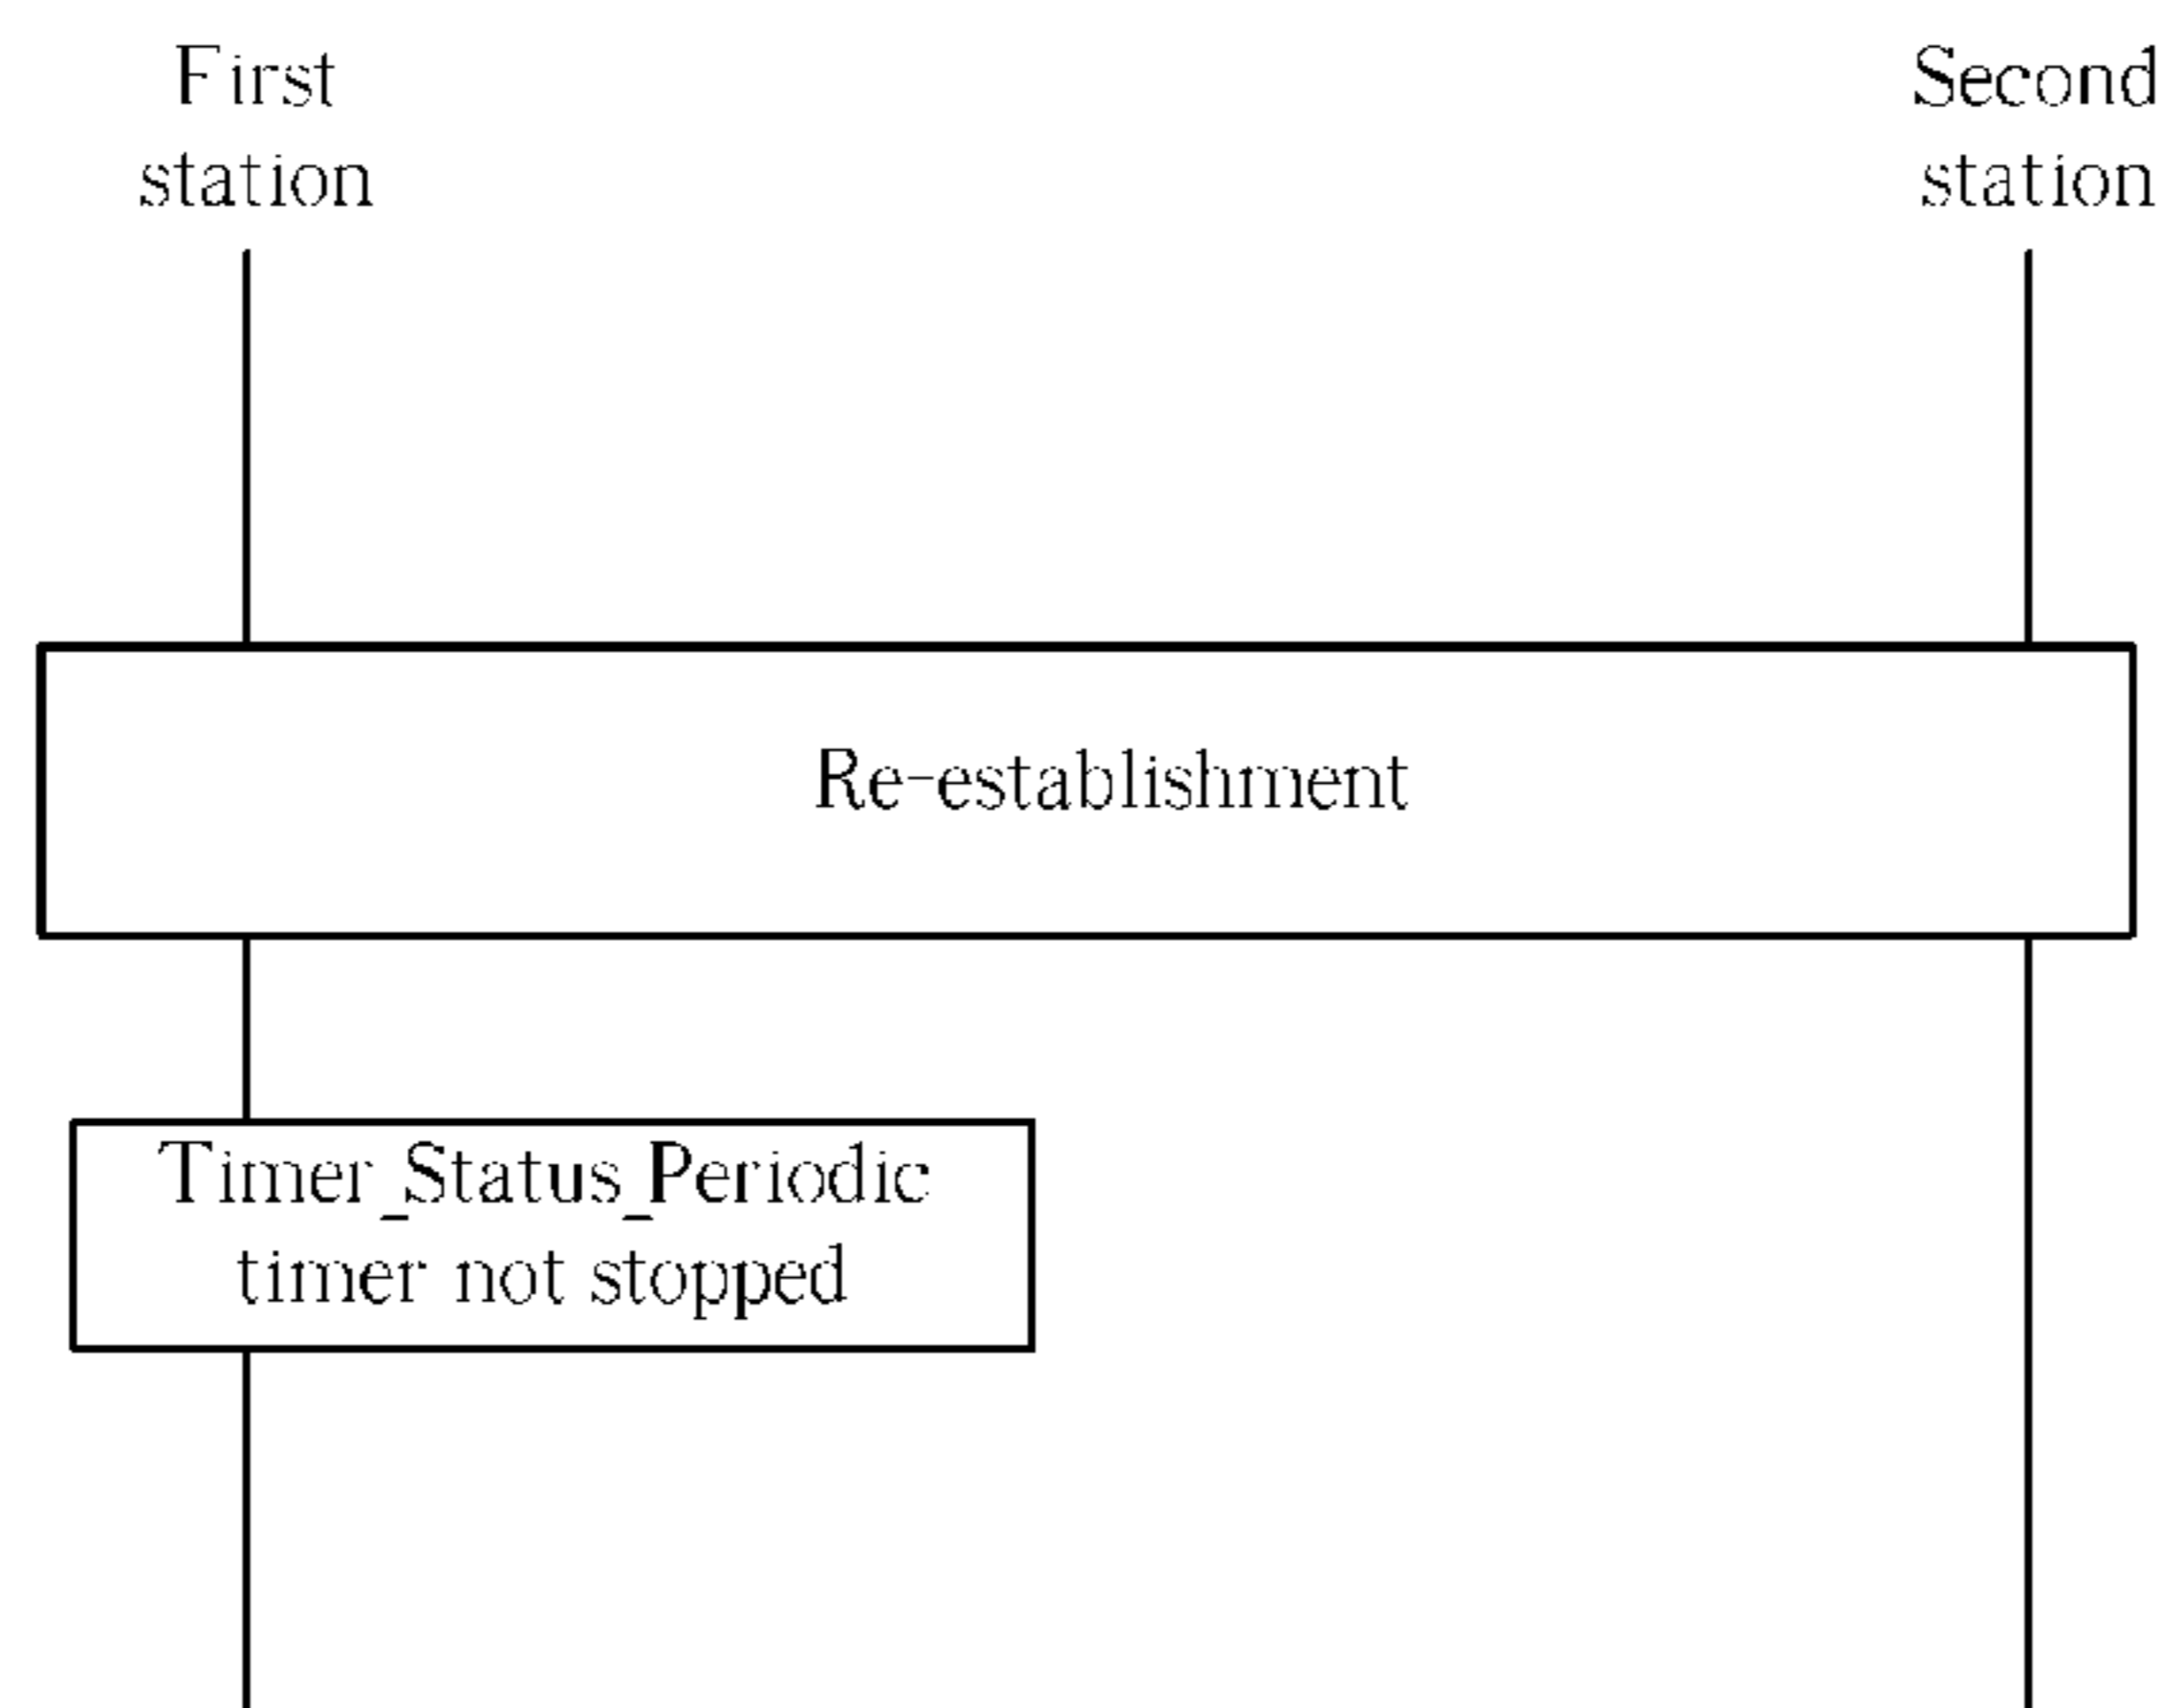 First
station
Second
station
Re-establishment
Timer_Status_Periodic
timer not stopped